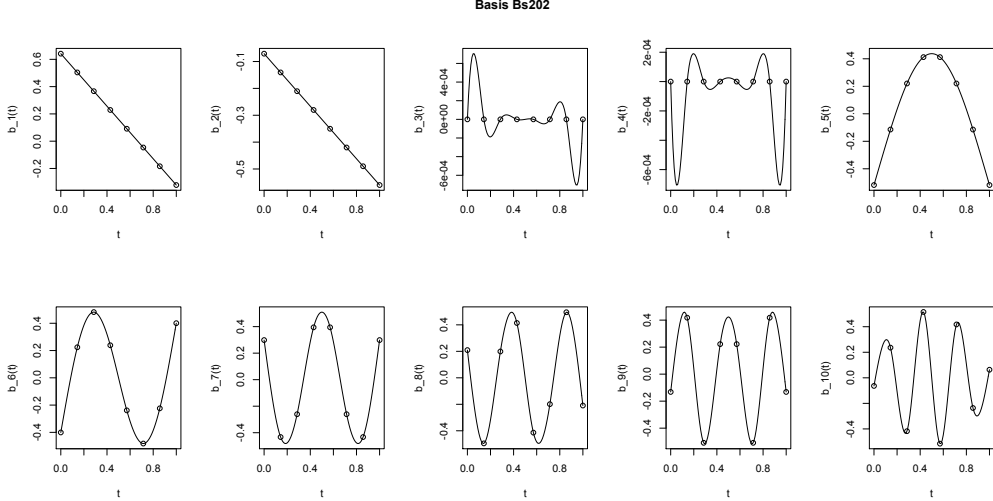 Basis Bs202
b_1(t)
0.6
0.4
0.2
0.0
-0.2
0.0 0.4 0.8
t
b_2(t)
-0.1
-0.3
-0.5
0.0 0.4 0.8
t
b_3(t)
4e-04
0e+00
-6e-04
0.0 0.4 0.8
t
b_4(t)
2e-04
-2e-04
-6e-04
0.0 0.4 0.8
t
b_5(t)
0.4
0.2
0.0
-0.4
0.0 0.4 0.8
t
b_6(t)
0.4
0.2
0.0
-0.2
-0.4
0.0 0.4 0.8
t
b_7(t)
0.4
0.2
0.0
-0.4
0.0 0.4 0.8
t
b_8(t)
0.4
0.2
0.0
-0.4
0.0 0.4 0.8
t
b_9(t)
0.4
0.2
0.0
-0.4
0.0 0.4 0.8
t
b_10(t)
0.4
0.2
0.0
-0.4
0.0 0.4 0.8
t